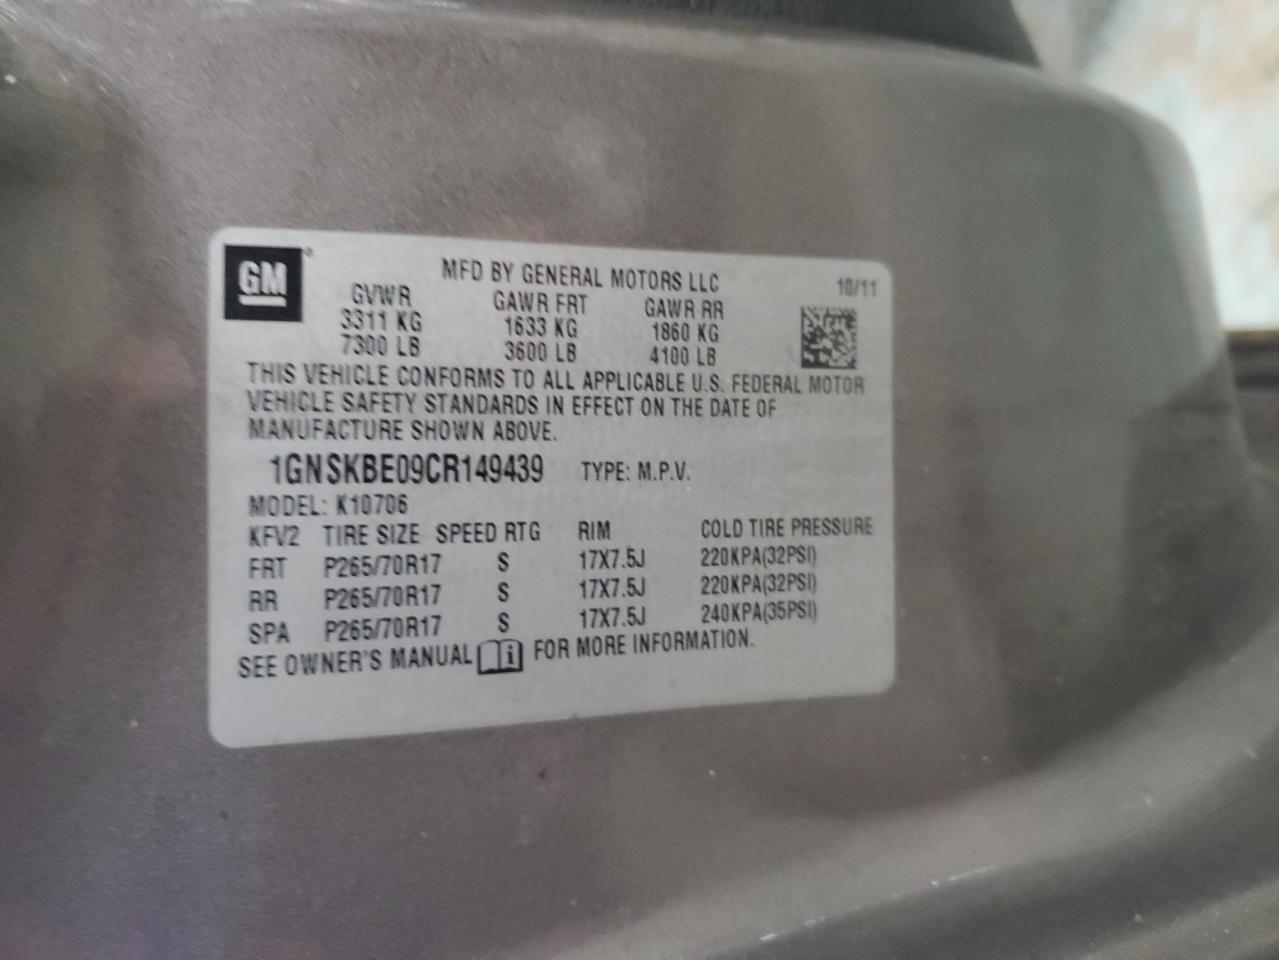 GM
MFD BY GENERAL MOTORS LLC 10/11
GVWR GAWR FRT GAWR RR
3311 KG 1633 KG 1860 KG
7300 LB 3600 LB 4100 LB
THIS VEHICLE CONFORMS TO ALL APPLICABLE U.S. FEDERAL MOTOR
VEHICLE SAFETY STANDARDS IN EFFECT ON THE DATE OF
MANUFACTURE SHOWN ABOVE.
1GNSKBE09CR149439 TYPE: M.P.V.
MODEL: K10706
KFV2 TIRE SIZE SPEED RTG RIM COLD TIRE PRESSURE
FRT P265/70R17 S 17X7.5J 220KPA(32PSI)
RR P265/70R17 S 17X7.5J 220KPA(32PSI)
SPA P265/70R17 S 17X7.5J 240KPA(35PSI)
SEE OWNER'S MANUAL i FOR MORE INFORMATION.